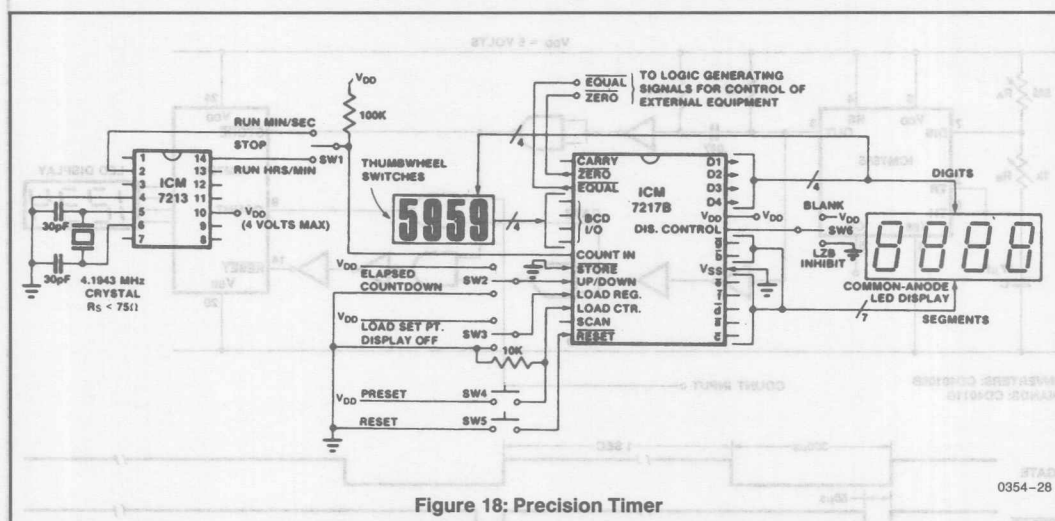 VDD
100K
RUN MIN/SEC
STOP
SW1
RUN HRS/MIN
1
2
3
4
5
6
7
14
13
12
11
10
9
8
ICM
7213
VDD
(4 VOLTS MAX)
30pF
30pF
4.1943 MHz
CRYSTAL
RS < 75Ω
THUMBWHEEL
SWITCHES
5959
4
4
EQUAL
ZERO
TO LOGIC GENERATING
SIGNALS FOR CONTROL OF
EXTERNAL EQUIPMENT
CARRY
ZERO
EQUAL
BCD
I/O
COUNT IN
STORE
UP/DOWN
LOAD REG.
LOAD CTR.
SCAN
RESET
ICM
7217B
D1
D2
D3
D4
VDD
DIS. CONTROL
g
b
VSS
e
f
d
a
c
VDD
4
DIGITS
BLANK
VDD
SW6
LZB
INHIBIT
8888
COMMON-ANODE
LED DISPLAY
7
SEGMENTS
VDD
ELAPSED
COUNTDOWN
SW2
VDD
LOAD SET PT.
DISPLAY OFF
SW3
10K
VDD
PRESET
SW4
RESET
SW5
0354–28
Figure 18: Precision Timer